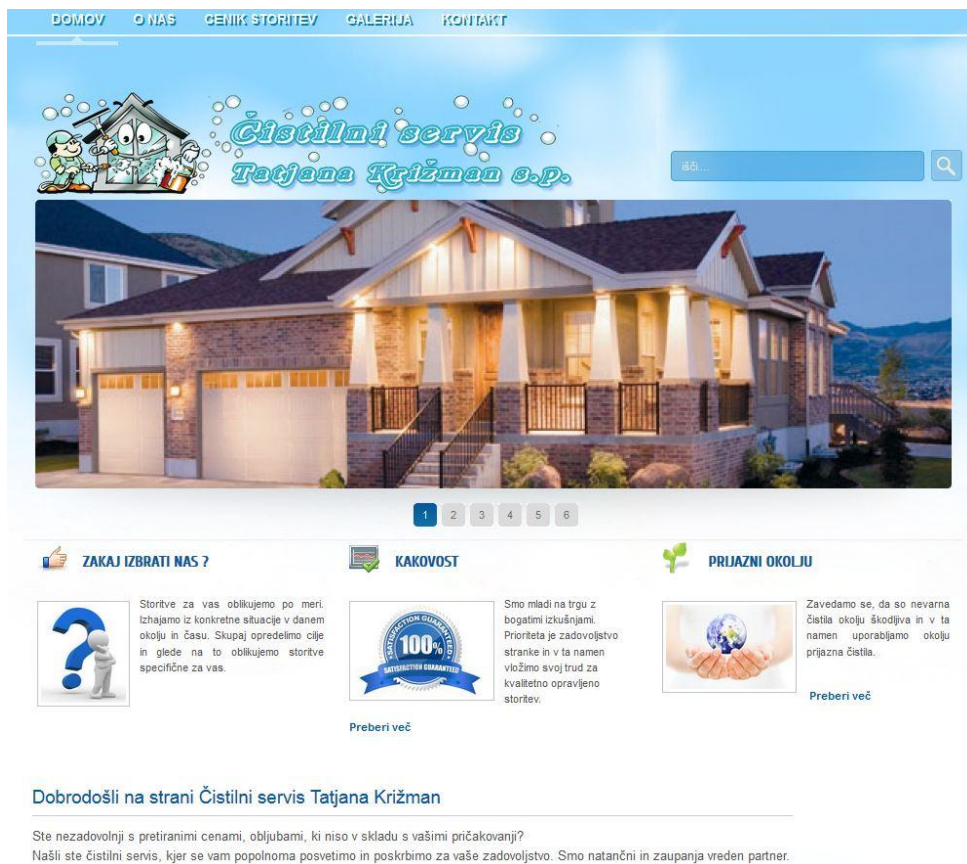 DOMOV O NAS CENIK STORITEV GALERIJA KONTAKT
Čistilni servis
Tatjana Križman s.p.
išči...
1 2 3 4 5 6
ZAKAJ IZBRATI NAS ?
Storitve za vas oblikujemo po meri.
Izhajamo iz konkretne situacije v danem
okolju in času. Skupaj opredelimo cilje
in glede na to oblikujemo storitve
specifične za vas.
KAKOVOST
SATISFACTION GUARANTEED
100%
SATISFACTION GUARANTEED
Smo mladi na trgu z
bogatimi izkušnjami.
Prioriteta je zadovoljstvo
stranke in v ta namen
vložimo svoj trud za
kvalitetno opravljeno
storitev.
Preberi več
PRIJAZNI OKOLJU
Zavedamo se, da so nevarna
čistila okolju škodljiva in v ta
namen uporabljamo okolju
prijazna čistila.
Preberi več
Dobrodošli na strani Čistilni servis Tatjana Križman
Ste nezadovolnji s pretiranimi cenami, obljubami, ki niso v skladu s vašimi pričakovanji?
Našli ste čistilni servis, kjer se vam popolnoma posvetimo in poskrbimo za vaše zadovoljstvo. Smo natančni in zaupanja vreden partner.